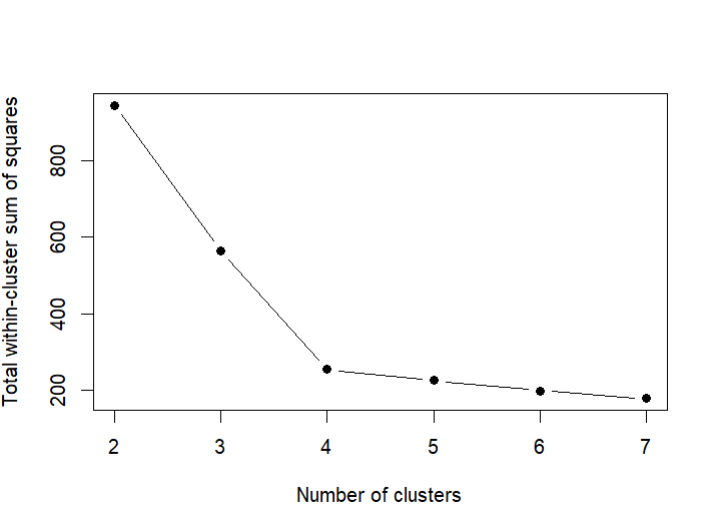 Total within-cluster sum of squares
800
600
400
200
2 3 4 5 6 7
Number of clusters